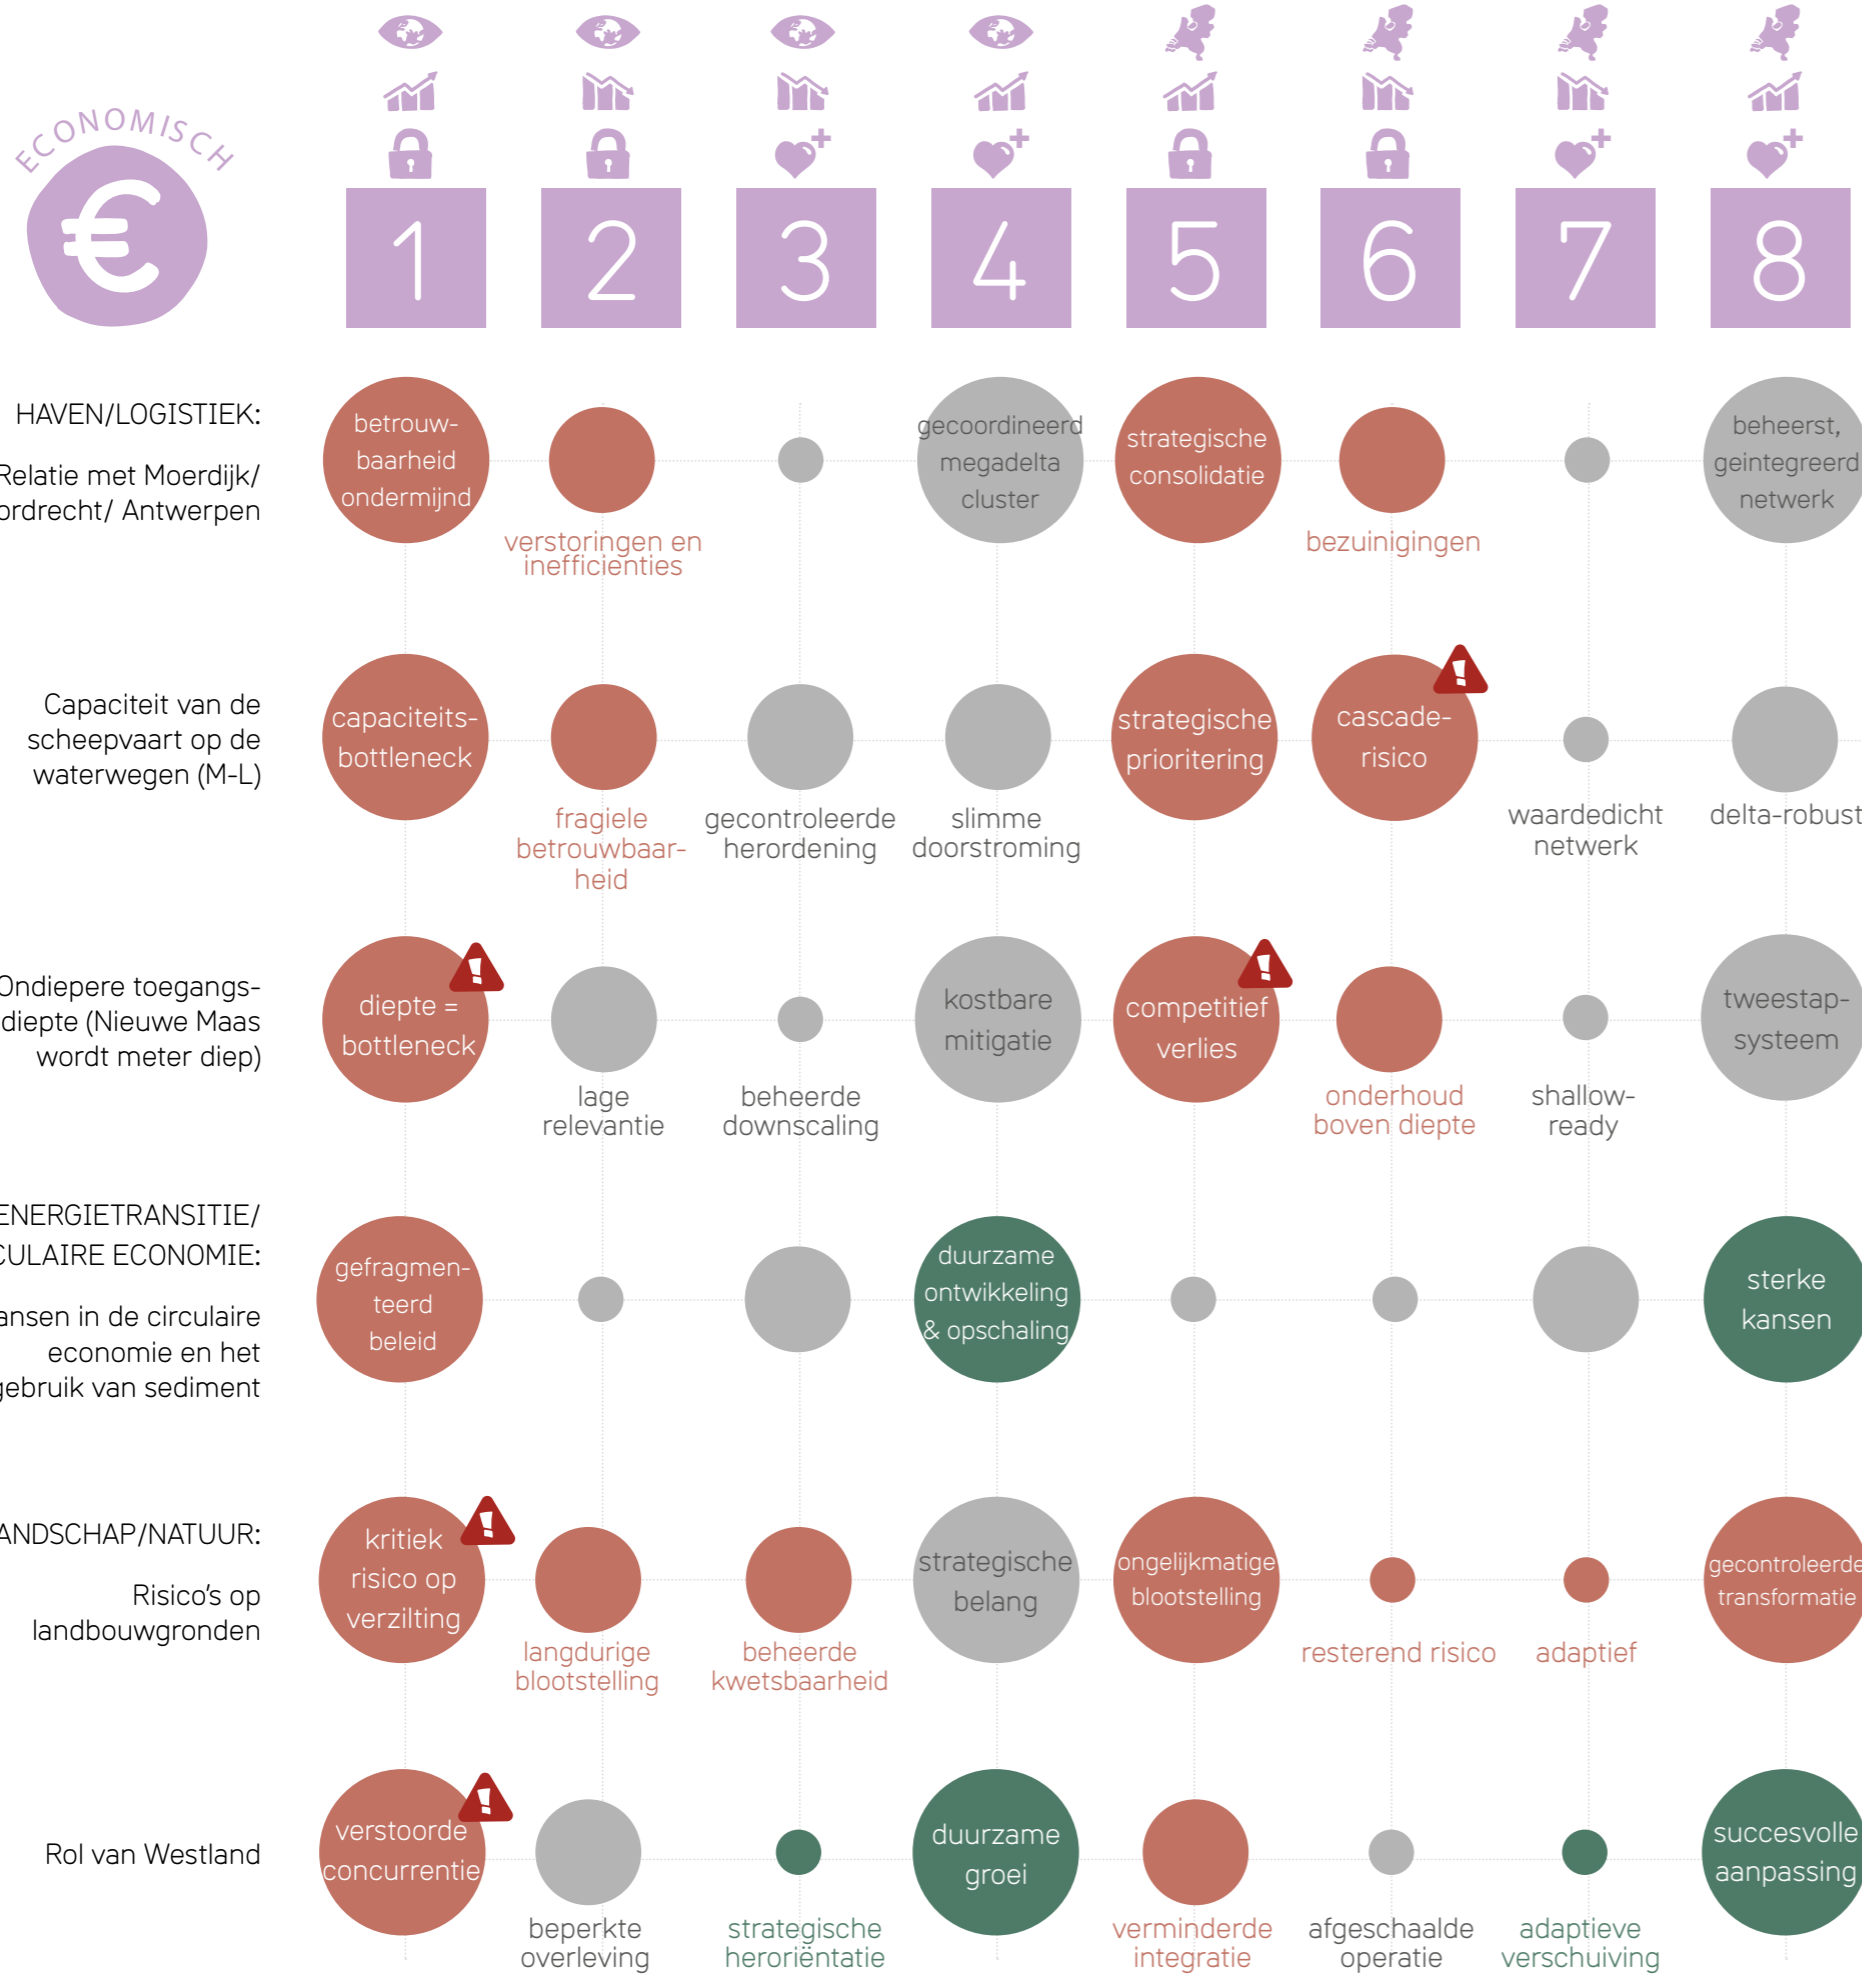 ECONOMISCH
€
1 2 3 4 5 6 7 8
HAVEN/LOGISTIEK:
Relatie met Moerdijk/
ordrecht/ Antwerpen
betrouw-
baarheid
ondermijnd
verstoringen en
inefficienties
gecoordineerd
megadelta
cluster
strategische
consolidatie
bezuinigingen
beheerst,
geintegreerd
netwerk
Capaciteit van de
scheepvaart op de
waterwegen (M-L)
capaciteits-
bottleneck
fragiele
betrouwbaar-
heid
gecontroleerde
herordening
slimme
doorstroming
strategische
prioritering
cascade-
risico
waardedicht
netwerk
delta-robust
Ondiepere toegangs-
diepte (Nieuwe Maas
wordt meter diep)
diepte =
bottleneck
lage
relevantie
beheerde
downscaling
kostbare
mitigatie
competitief
verlies
onderhoud
boven diepte
shallow-
ready
tweestap-
systeem
ENERGIETRANSITIE/
CULAIRE ECONOMIE:
ansen in de circulaire
economie en het
gebruik van sediment
gefragmen-
teerd
beleid
duurzame
ontwikkeling
& opschaling
sterke
kansen
ANDSCHAP/NATUUR:
Risico's op
landbouwgronden
kritiek
risico op
verzilting
langdurige
blootstelling
beheerde
kwetsbaarheid
strategische
belang
ongelijkmatige
blootstelling
resterend risico
adaptief
gecontroleerde
transformatie
Rol van Westland
verstoorde
concurrentie
beperkte
overleving
strategische
heroriëntatie
duurzame
groei
verminderde
integratie
afgeschaalde
operatie
adaptieve
verschuiving
succesvolle
aanpassing